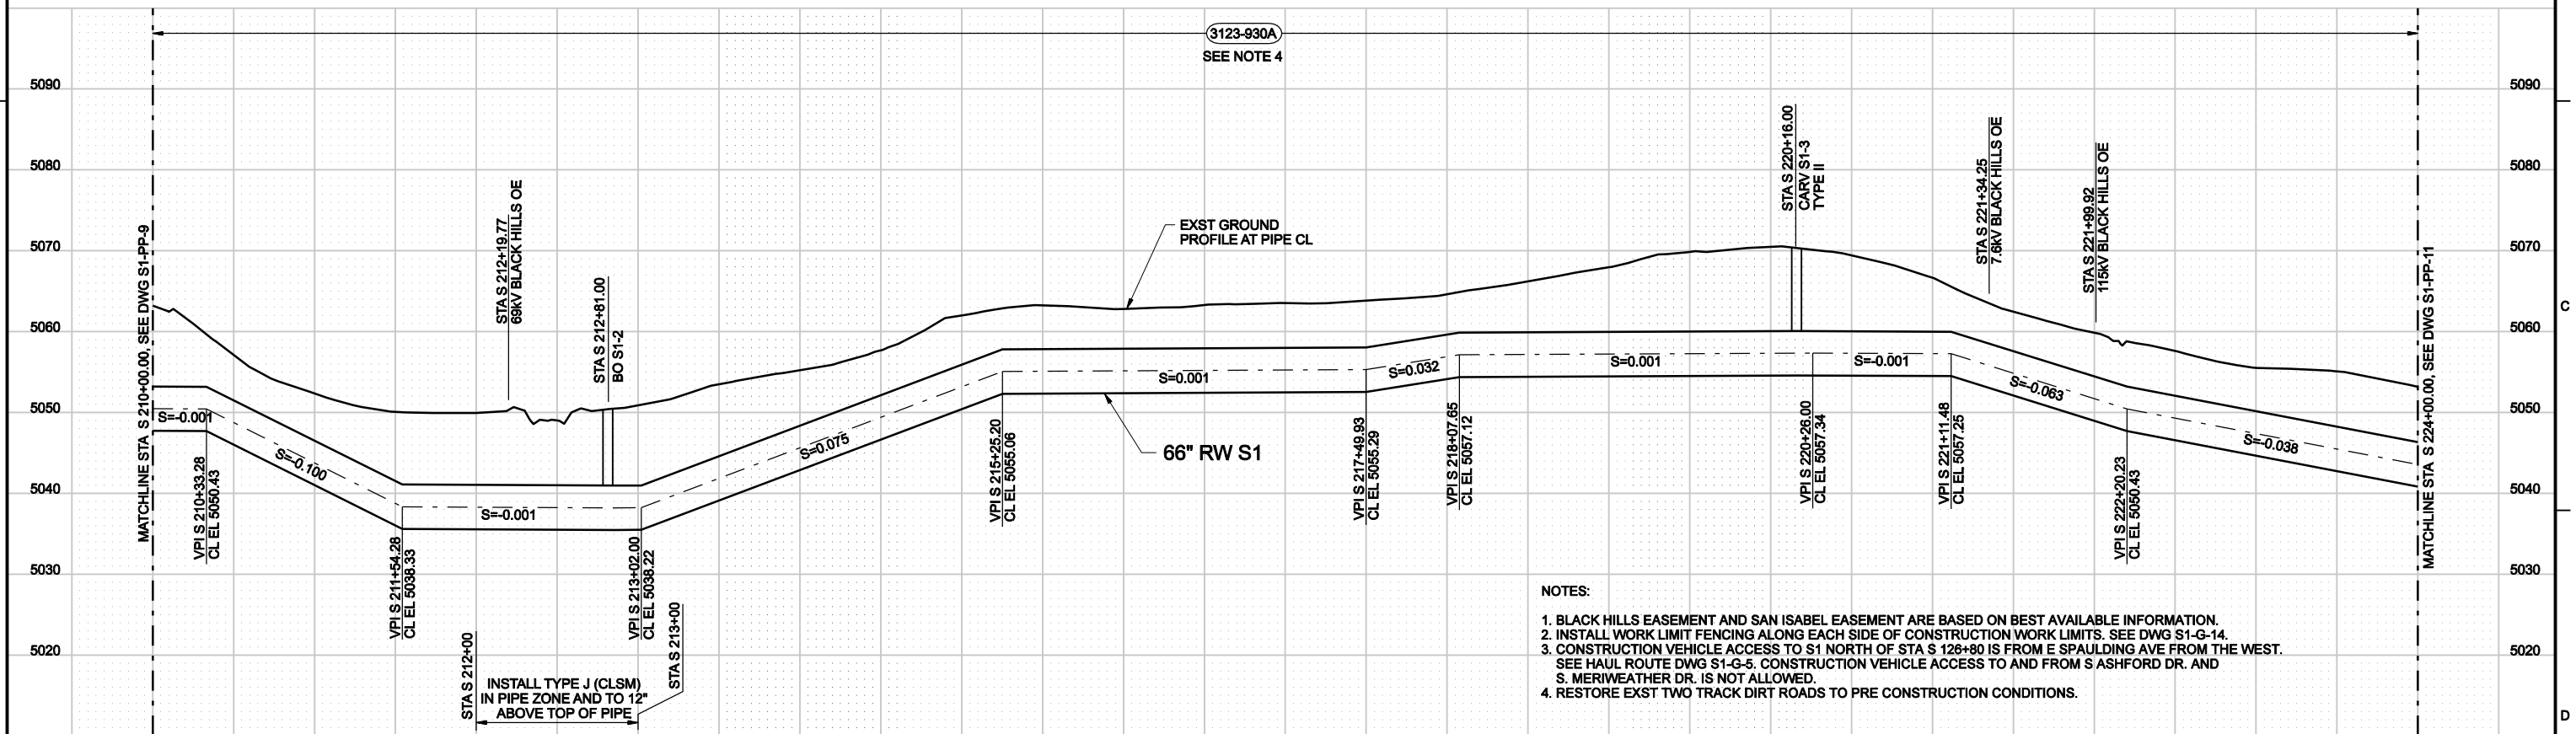 3123-930A
SEE NOTE 4
5090
5080
5070
5060
5050
5040
5030
5020
5090
5080
5070
5060
5050
5040
5030
5020
MATCHLINE STA S 210+00.00, SEE DWG S1-PP-9
S=-0.001
VPI S 210+33.28
CL EL 5050.43
S=-0.100
VPI S 211+54.28
CL EL 5038.33
STA S 212+19.77
69kV BLACK HILLS OE
STA S 212+81.00
BO S1-2
S=-0.001
VPI S 213+02.00
CL EL 5038.22
STA S 212+00
STA S 213+00
INSTALL TYPE J (CLSM)
IN PIPE ZONE AND TO 12"
ABOVE TOP OF PIPE
S=0.075
VPI S 215+25.20
CL EL 5055.06
EXST GROUND
PROFILE AT PIPE CL
S=0.001
66" RW S1
VPI S 217+49.93
CL EL 5055.29
S=0.032
VPI S 218+07.65
CL EL 5057.12
S=0.001
STA S 220+16.00
CARV S1-3
TYPE II
VPI S 220+26.00
CL EL 5057.34
S=-0.001
VPI S 221+11.48
CL EL 5057.25
STA S 221+34.25
7.6kV BLACK HILLS OE
S=-0.063
STA S 221+99.92
115kV BLACK HILLS OE
VPI S 222+20.23
CL EL 5050.43
S=-0.038
MATCHLINE STA S 224+00.00, SEE DWG S1-PP-11
C
D
NOTES:
1. BLACK HILLS EASEMENT AND SAN ISABEL EASEMENT ARE BASED ON BEST AVAILABLE INFORMATION.
2. INSTALL WORK LIMIT FENCING ALONG EACH SIDE OF CONSTRUCTION WORK LIMITS. SEE DWG S1-G-14.
3. CONSTRUCTION VEHICLE ACCESS TO S1 NORTH OF STA S 126+80 IS FROM E SPAULDING AVE FROM THE WEST.
SEE HAUL ROUTE DWG S1-G-5. CONSTRUCTION VEHICLE ACCESS TO AND FROM S ASHFORD DR. AND
S. MERIWEATHER DR. IS NOT ALLOWED.
4. RESTORE EXST TWO TRACK DIRT ROADS TO PRE CONSTRUCTION CONDITIONS.